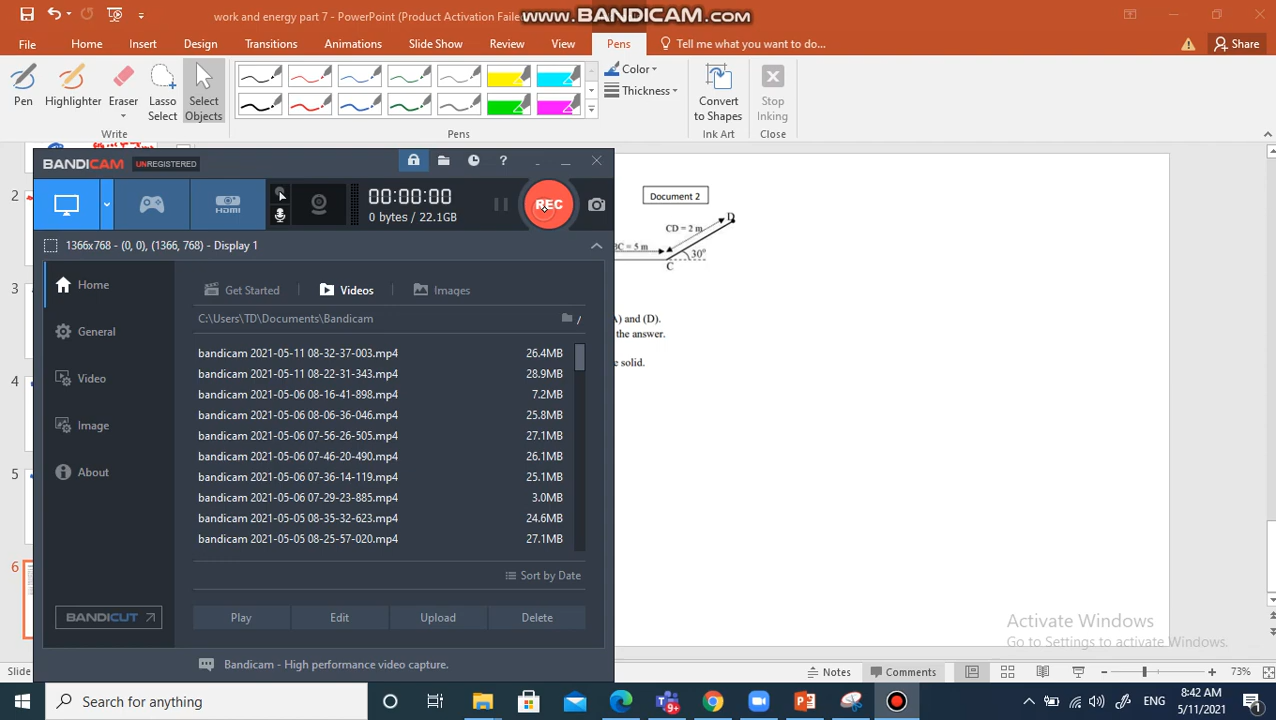 work and energy part 7 - PowerPoint (Product Activation Faile
www.BANDICAM.com
File Home Insert Design Transitions Animations Slide Show Review View Pens Tell me what you want to do... Share
Pen Highlighter Eraser Lasso Select Select Objects
Color
Thickness
Convert to Shapes
Stop Inking
Write Pens Ink Art Close
BANDICAM UNREGISTERED
HDMI
00:00:00
0 bytes / 22.1GB
REC
1366x768 - (0, 0), (1366, 768) - Display 1
Home
General
Video
Image
About
BANDICUT
Get Started Videos Images
C:\Users\TD\Documents\Bandicam /
bandicam 2021-05-11 08-32-37-003.mp4 26.4MB
bandicam 2021-05-11 08-22-31-343.mp4 28.9MB
bandicam 2021-05-06 08-16-41-898.mp4 7.2MB
bandicam 2021-05-06 08-06-36-046.mp4 25.8MB
bandicam 2021-05-06 07-56-26-505.mp4 27.1MB
bandicam 2021-05-06 07-46-20-490.mp4 26.1MB
bandicam 2021-05-06 07-36-14-119.mp4 25.1MB
bandicam 2021-05-06 07-29-23-885.mp4 3.0MB
bandicam 2021-05-05 08-35-32-623.mp4 24.6MB
bandicam 2021-05-05 08-25-57-020.mp4 27.1MB
Sort by Date
Play Edit Upload Delete
Bandicam - High performance video capture.
2
3
4
5
6
Document 2
D
CD = 2 m
BC = 5 m
30°
C
) and (D).
the answer.
solid.
Activate Windows
Go to Settings to activate Windows.
Slide
Notes Comments 73%
Search for anything
9+
ENG
8:42 AM
5/11/2021
1